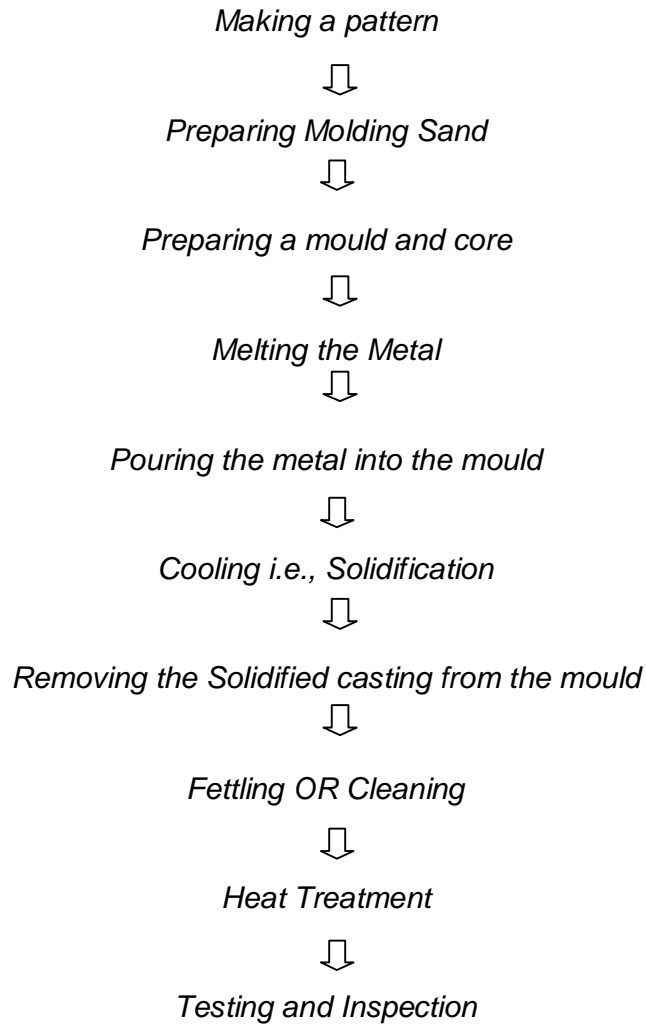 Making a pattern
Preparing Molding Sand
Preparing a mould and core
Melting the Metal
Pouring the metal into the mould
Cooling i.e., Solidification
Removing the Solidified casting from the mould
Fettling OR Cleaning
Heat Treatment
Testing and Inspection